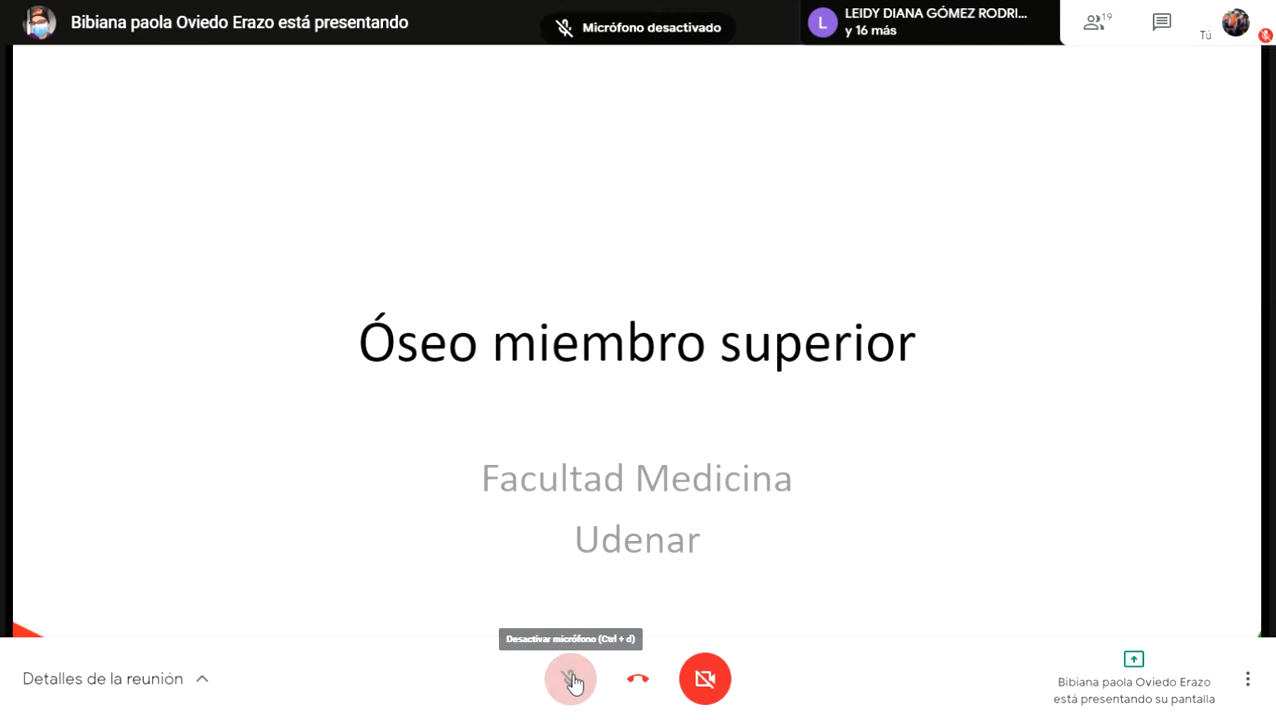 Bibiana paola Oviedo Erazo está presentando
Micrófono desactivado
L
LEIDY DIANA GÓMEZ RODRI...
y 16 más
19
Tú
Óseo miembro superior
Facultad Medicina
Udenar
Desactivar micrófono (Ctrl + d)
Detalles de la reunión
Bibiana paola Oviedo Erazo
está presentando su pantalla